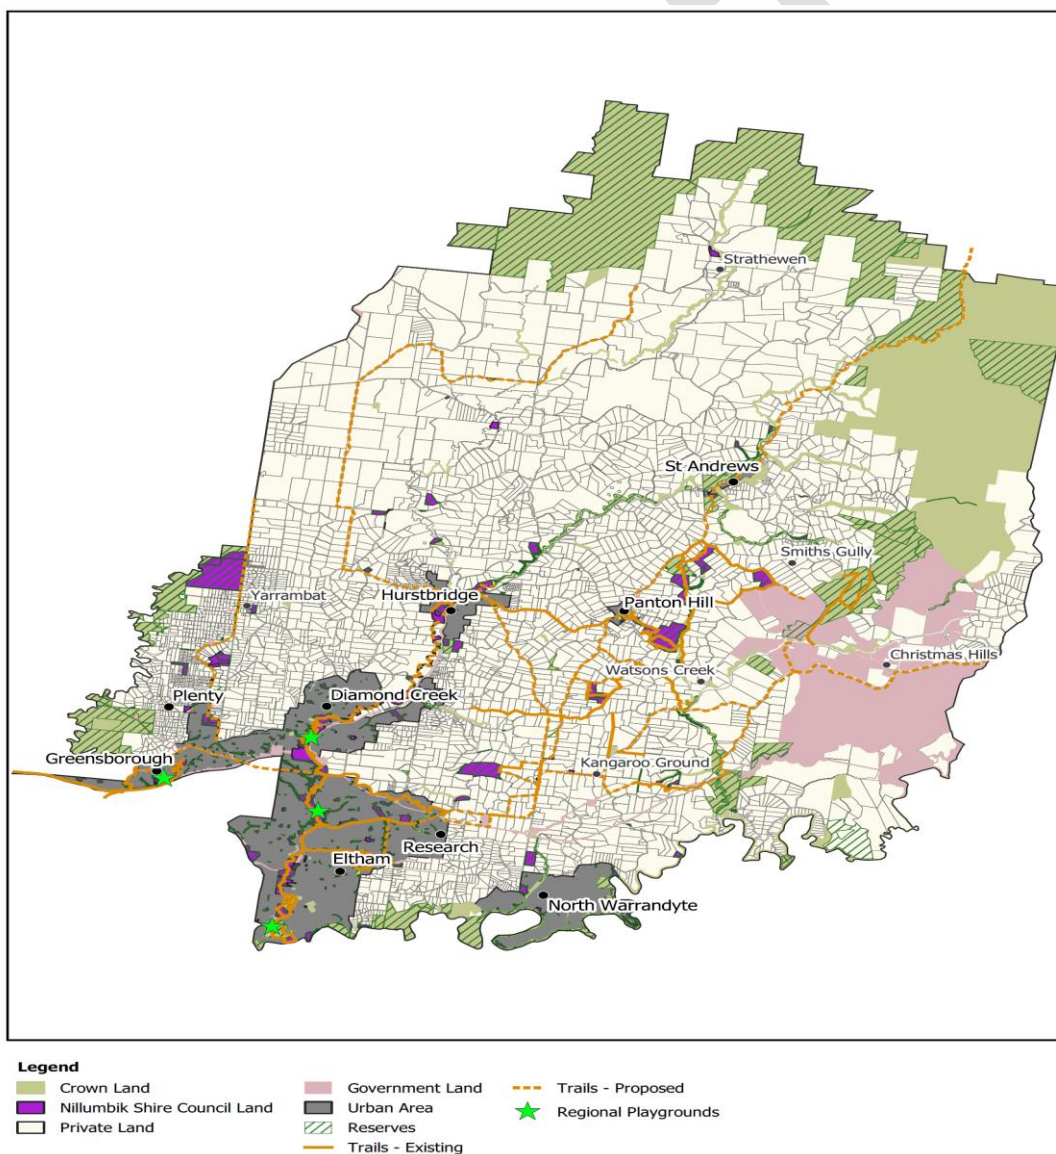 Strathewen
St Andrews
Smiths Gully
Yarrambat
Hurstbridge
Panton Hill
Christmas Hills
Watsons Creek
Plenty
Diamond Creek
Greensborough
Kangaroo Ground
Research
Eltham
North Warrandyte
Legend
Crown Land
Nillumbik Shire Council Land
Private Land
Government Land
Urban Area
Reserves
Trails - Existing
Trails - Proposed
Regional Playgrounds